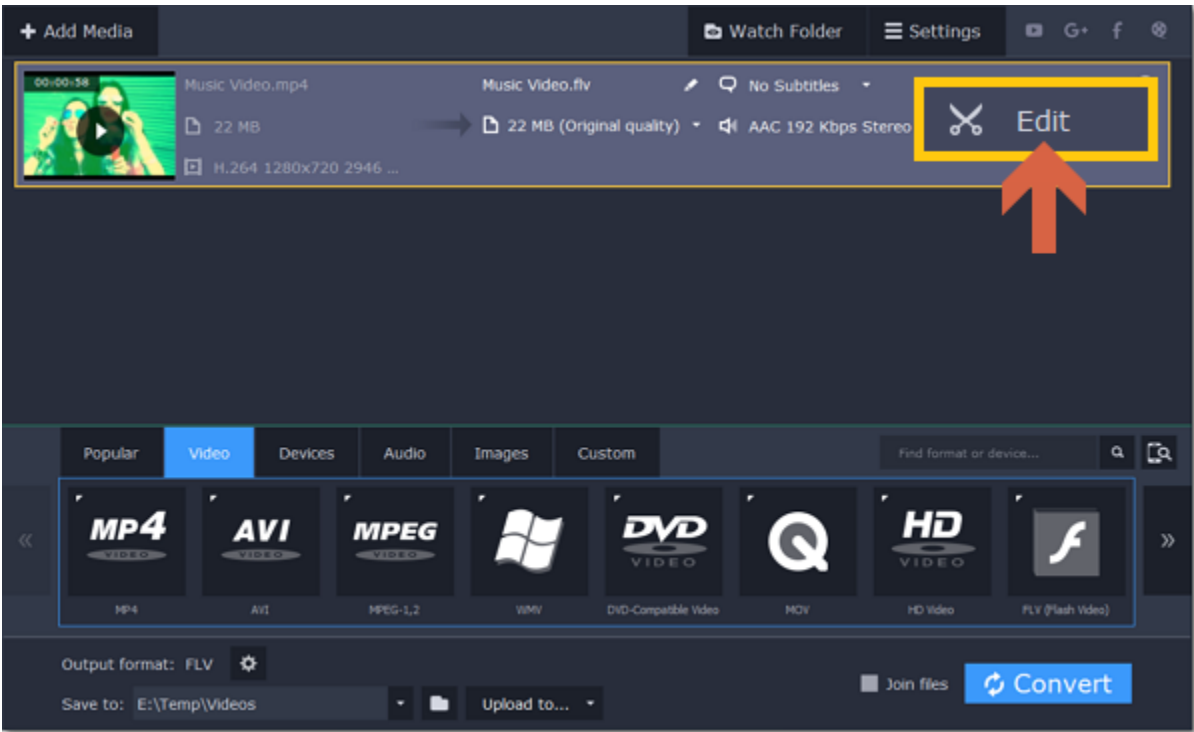 Add Media
Watch Folder
Settings
G+
f
00:00:58
Music Video.mp4
22 MB
H.264 1280x720 2946 ...
Music Video.flv
22 MB (Original quality)
No Subtitles
AAC 192 Kbps Stereo
Edit
Popular
Video
Devices
Audio
Images
Custom
Find format or device...
MP4 VIDEO
AVI VIDEO
MPEG VIDEO
DVD VIDEO
HD VIDEO
MP4
AVI
MPEG-1,2
WMV
DVD-Compatible Video
MOV
HD Video
FLV (Flash Video)
Output format: FLV
Save to: E:\Temp\Videos
Upload to...
Join files
Convert